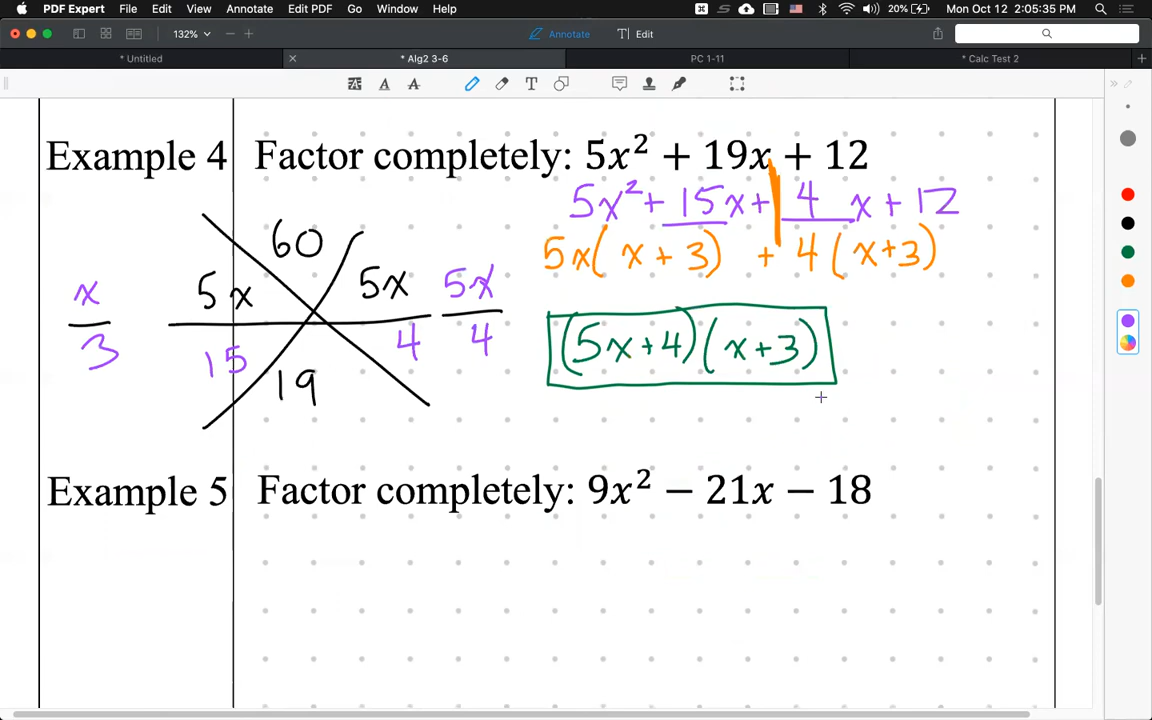 PDF Expert File Edit View Annotate Edit PDF Go Window Help 20% Mon Oct 12 2:05:35 PM
132% Annotate Edit
* Untitled * Alg2 3-6 PC 1-11 * Calc Test 2
Example 4 Factor completely: 5x² + 19x + 12
5x² + 15x + 4x + 12
5x(x + 3) + 4(x+3)
60
x/3 5x/15 5x/4 5x/4
19
(5x+4)(x+3)
Example 5 Factor completely: 9x² − 21x − 18